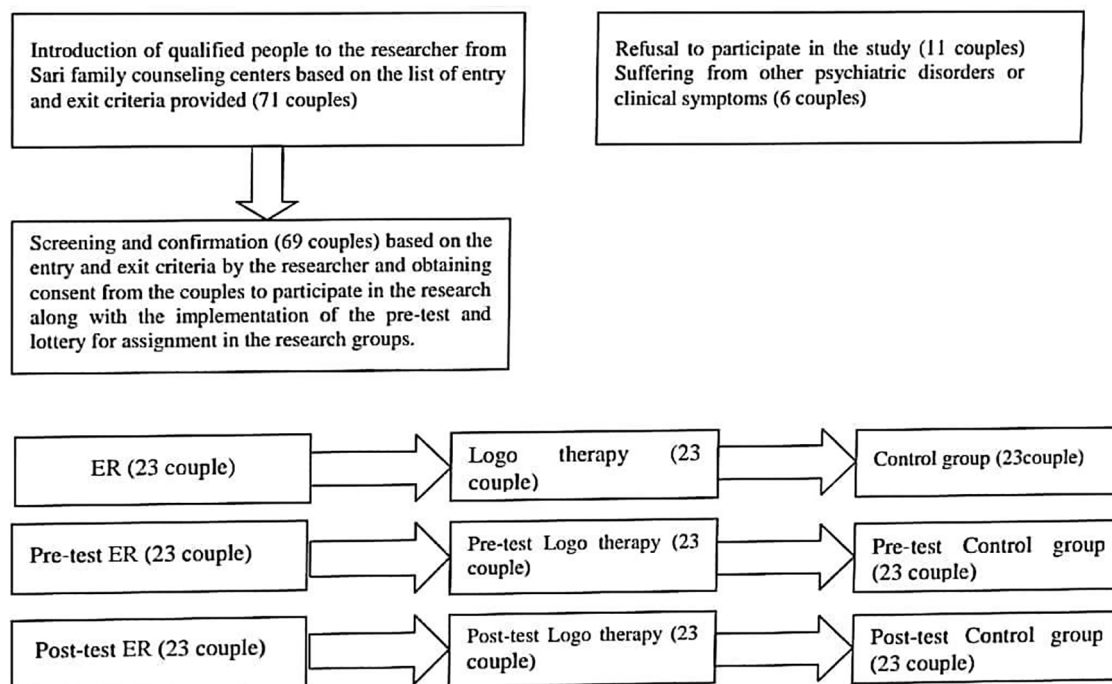 Introduction of qualified people to the researcher from
Sari family counseling centers based on the list of entry
and exit criteria provided (71 couples)
Refusal to participate in the study (11 couples)
Suffering from other psychiatric disorders or
clinical symptoms (6 couples)
Screening and confirmation (69 couples) based on the
entry and exit criteria by the researcher and obtaining
consent from the couples to participate in the research
along with the implementation of the pre-test and
lottery for assignment in the research groups.
ER (23 couple)
Logo therapy (23
couple)
Control group (23couple)
Pre-test ER (23 couple)
Pre-test Logo therapy (23
couple)
Pre-test Control group
(23 couple)
Post-test ER (23 couple)
Post-test Logo therapy (23
couple)
Post-test Control group
(23 couple)